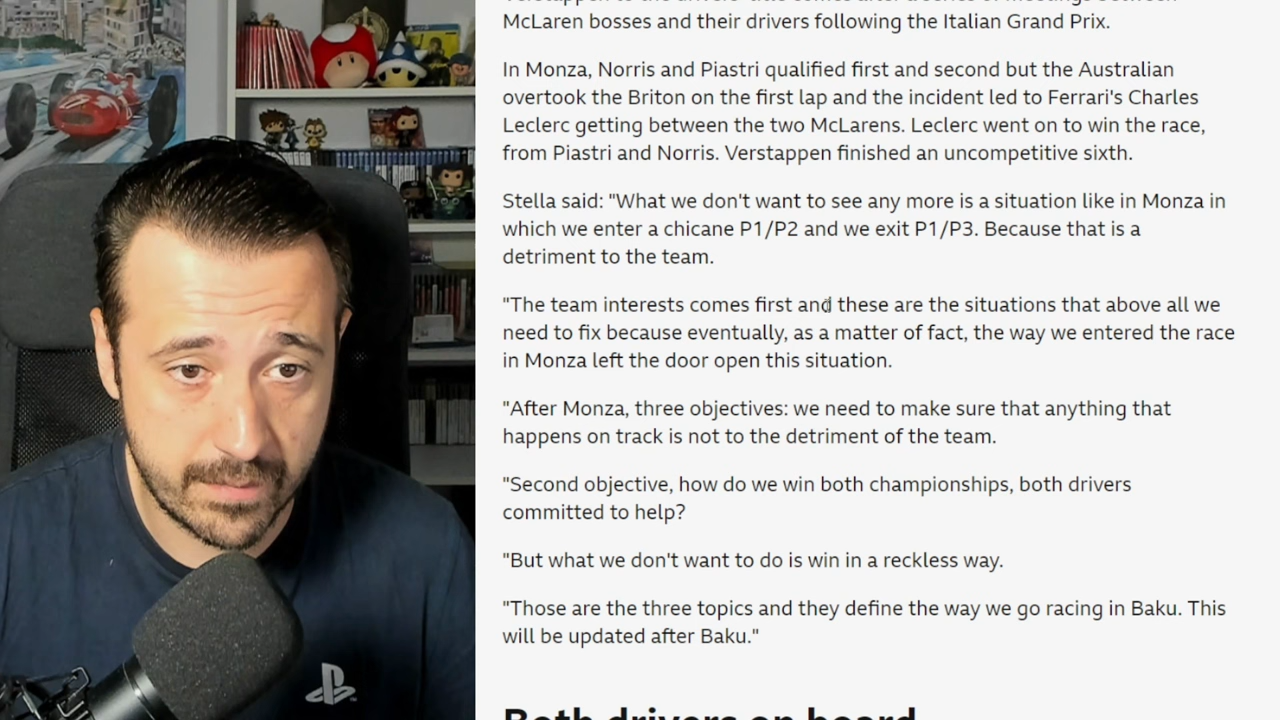 McLaren bosses and their drivers following the Italian Grand Prix.
In Monza, Norris and Piastri qualified first and second but the Australian
overtook the Briton on the first lap and the incident led to Ferrari's Charles
Leclerc getting between the two McLarens. Leclerc went on to win the race,
from Piastri and Norris. Verstappen finished an uncompetitive sixth.
Stella said: "What we don't want to see any more is a situation like in Monza in
which we enter a chicane P1/P2 and we exit P1/P3. Because that is a
detriment to the team.
"The team interests comes first and these are the situations that above all we
need to fix because eventually, as a matter of fact, the way we entered the race
in Monza left the door open this situation.
"After Monza, three objectives: we need to make sure that anything that
happens on track is not to the detriment of the team.
"Second objective, how do we win both championships, both drivers
committed to help?
"But what we don't want to do is win in a reckless way.
"Those are the three topics and they define the way we go racing in Baku. This
will be updated after Baku."
Both drivers on board